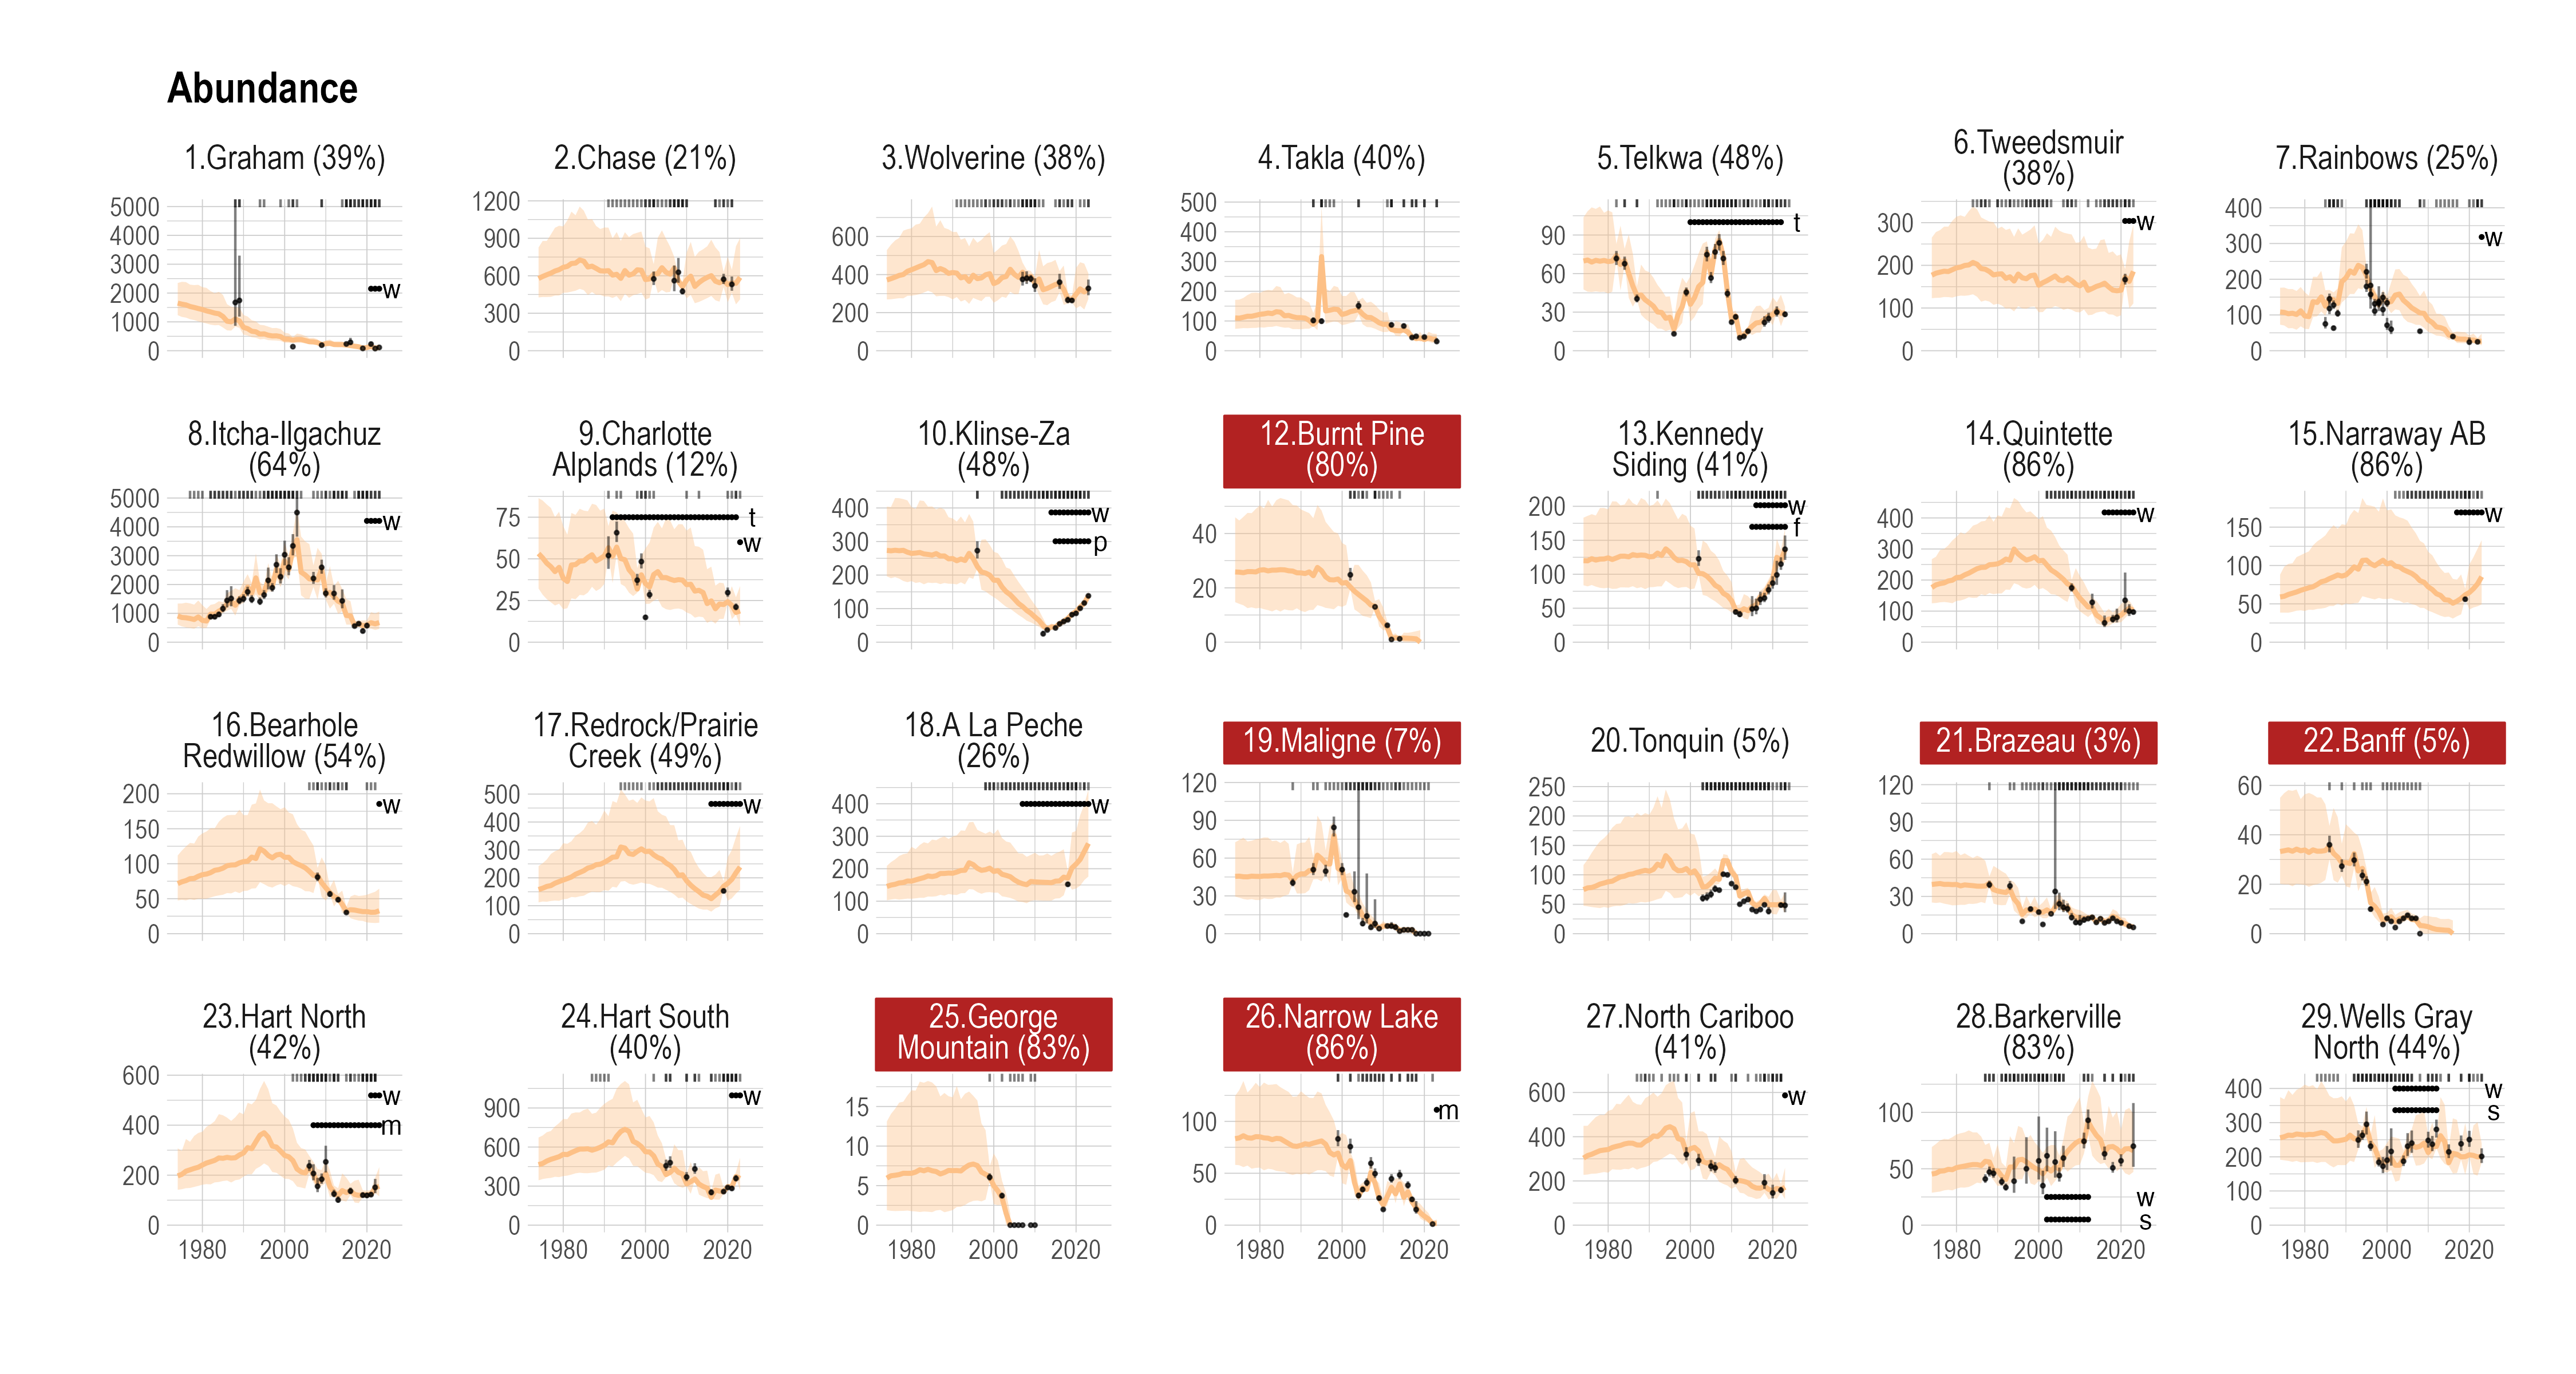 Abundance
1.Graham (39%)
5000
4000
3000
2000
1000
0
w
2.Chase (21%)
1200
900
600
300
0
3.Wolverine (38%)
600
400
200
0
4.Takla (40%)
500
400
300
200
100
0
5.Telkwa (48%)
90
60
30
0
t
6.Tweedsmuir
(38%)
300
200
100
0
w
7.Rainbows (25%)
400
300
200
100
0
w
8.Itcha-Ilgachuz
(64%)
5000
4000
3000
2000
1000
0
w
9.Charlotte
Alplands (12%)
75
50
25
0
t
w
10.Klinse-Za
(48%)
400
300
200
100
0
w
p
12.Burnt Pine
(80%)
40
20
0
13.Kennedy
Siding (41%)
200
150
100
50
0
w
f
14.Quintette
(86%)
400
300
200
100
0
w
15.Narraway AB
(86%)
150
100
50
0
w
16.Bearhole
Redwillow (54%)
200
150
100
50
0
w
17.Redrock/Prairie
Creek (49%)
500
400
300
200
100
0
w
18.A La Peche
(26%)
400
300
200
100
0
w
19.Maligne (7%)
120
90
60
30
0
20.Tonquin (5%)
250
200
150
100
50
0
21.Brazeau (3%)
120
90
60
30
0
22.Banff (5%)
60
40
20
0
23.Hart North
(42%)
600
400
200
0
w
m
1980 2000 2020
24.Hart South
(40%)
900
600
300
0
w
1980 2000 2020
25.George
Mountain (83%)
15
10
5
0
1980 2000 2020
26.Narrow Lake
(86%)
100
50
0
m
1980 2000 2020
27.North Cariboo
(41%)
600
400
200
0
w
1980 2000 2020
28.Barkerville
(83%)
100
50
0
w
s
1980 2000 2020
29.Wells Gray
North (44%)
400
300
200
100
0
w
s
1980 2000 2020